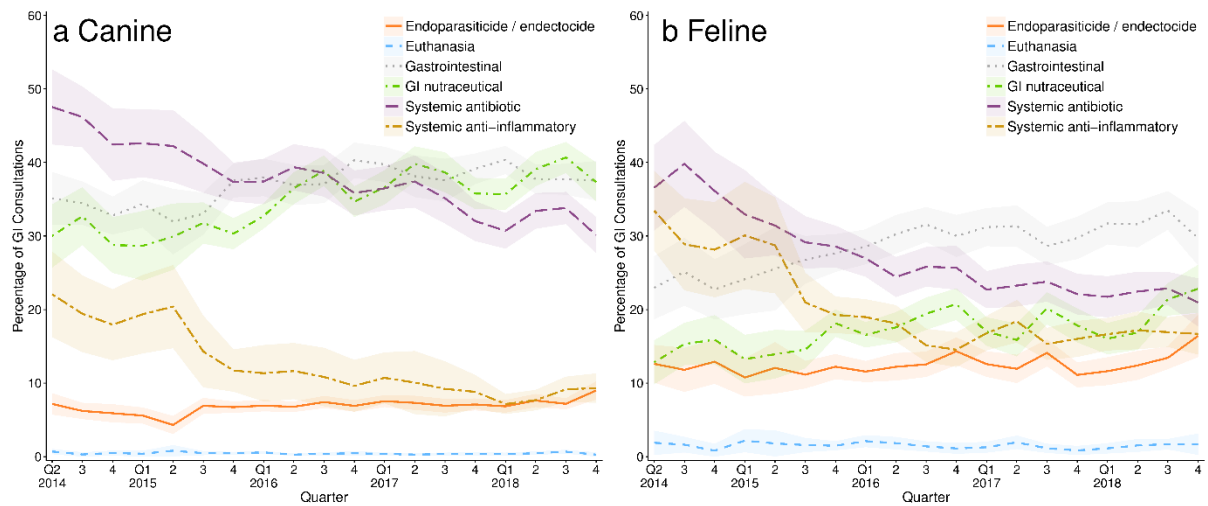 a Canine
Endoparasiticide / endectocide
Euthanasia
Gastrointestinal
GI nutraceutical
Systemic antibiotic
Systemic anti-inflammatory
Percentage of GI Consultations
60
50
40
30
20
10
0
Q2 3 4 Q1 2 3 4 Q1 2 3 4 Q1 2 3 4 Q1 2 3 4
2014 2015 2016 2017 2018
Quarter
b Feline
Endoparasiticide / endectocide
Euthanasia
Gastrointestinal
GI nutraceutical
Systemic antibiotic
Systemic anti-inflammatory
Percentage of GI Consultations
60
50
40
30
20
10
0
Q2 3 4 Q1 2 3 4 Q1 2 3 4 Q1 2 3 4 Q1 2 3 4
2014 2015 2016 2017 2018
Quarter